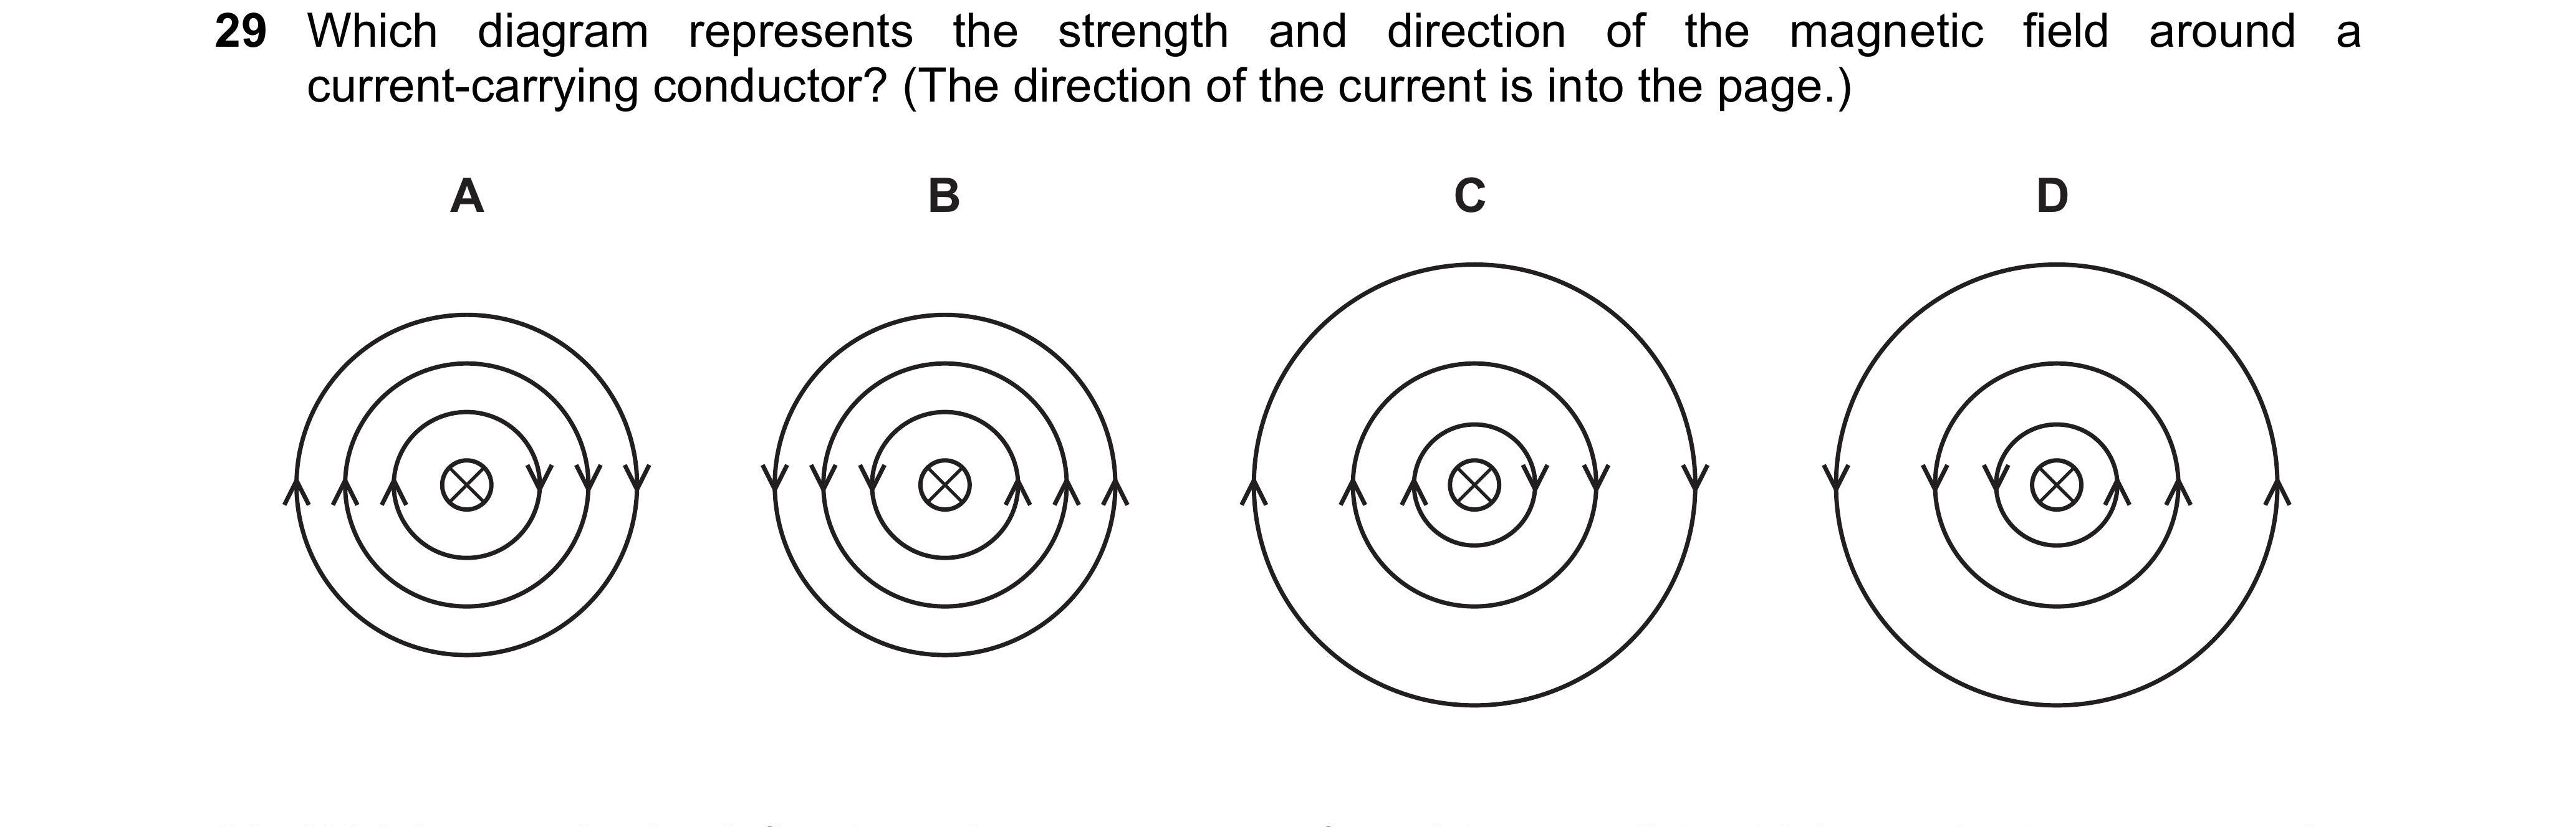 29 Which diagram represents the strength and direction of the magnetic field around a
current-carrying conductor? (The direction of the current is into the page.)
A B C D